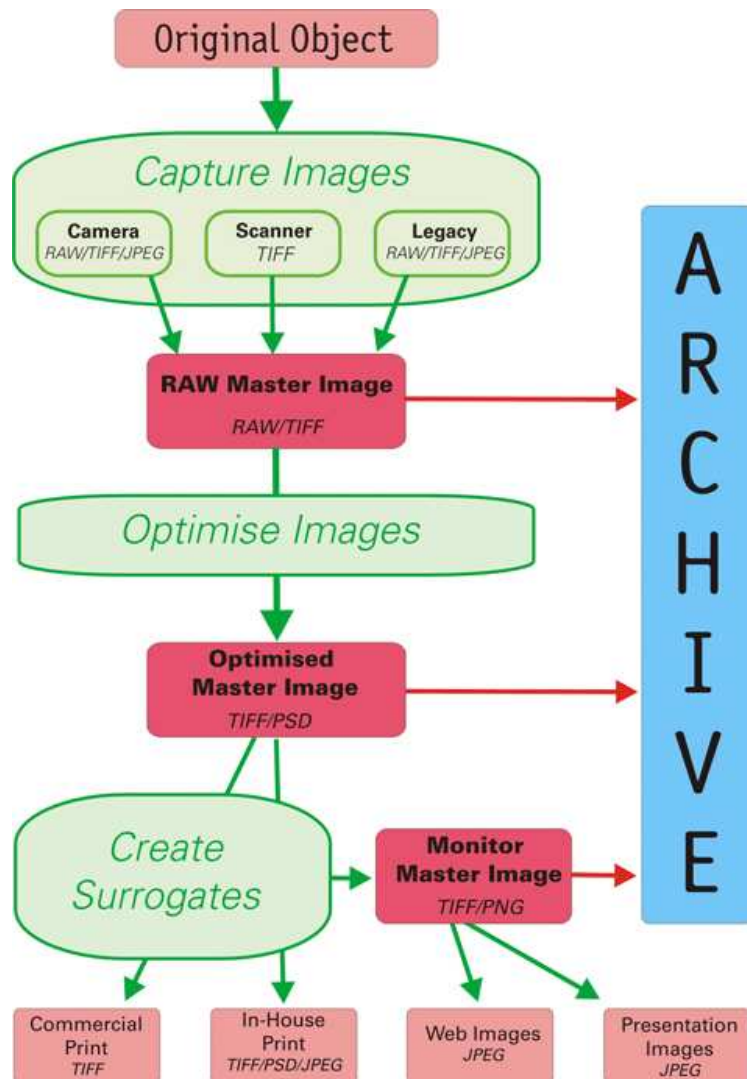 Original Object
Capture Images
Camera
RAW/TIFF/JPEG
Scanner
TIFF
Legacy
RAW/TIFF/JPEG
RAW Master Image
RAW/TIFF
Optimise Images
Optimised
Master Image
TIFF/PSD
Create
Surrogates
Monitor
Master Image
TIFF/PNG
Commercial
Print
TIFF
In-House
Print
TIFF/PSD/JPEG
Web Images
JPEG
Presentation
Images
JPEG
A
R
C
H
I
V
E